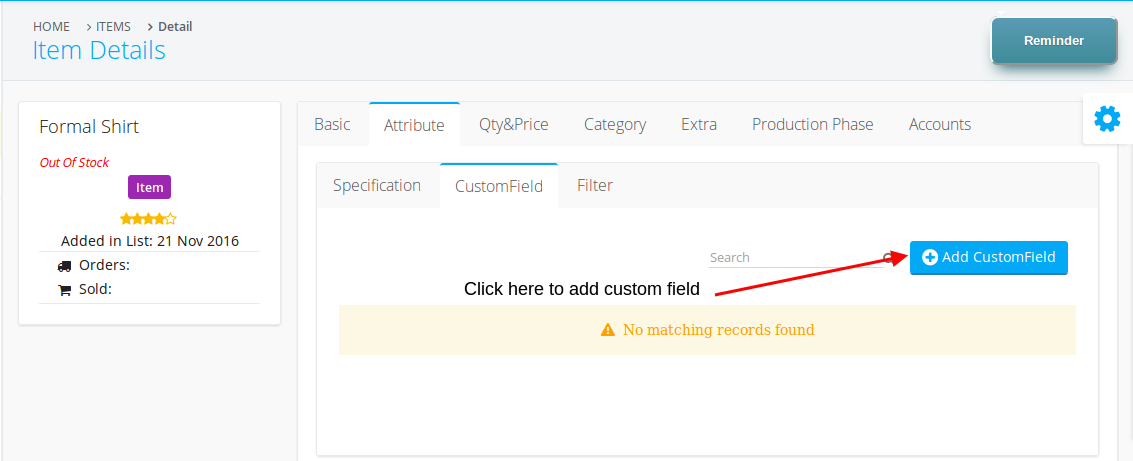 HOME > ITEMS > Detail
Item Details
Reminder
Formal Shirt
Out Of Stock
Item
Added in List: 21 Nov 2016
Orders:
Sold:
Basic Attribute Qty&Price Category Extra Production Phase Accounts
Specification CustomField Filter
Search
Add CustomField
Click here to add custom field
No matching records found